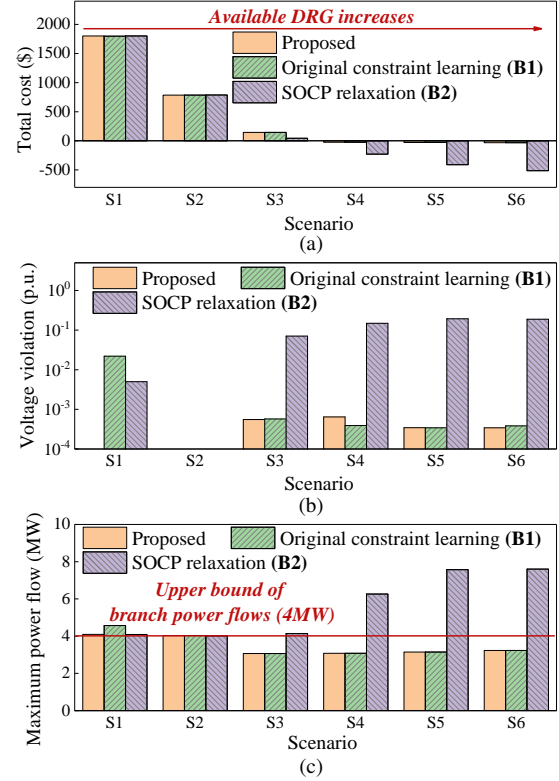 Available DRG increases
Total cost ($)
2000
1500
1000
500
0
-500
Proposed
Original constraint learning (B1)
SOCP relaxation (B2)
S1 S2 S3 S4 S5 S6
Scenario
(a)
Voltage violation (p.u.)
10^0
10^-1
10^-2
10^-3
10^-4
Proposed Original constraint learning (B1)
SOCP relaxation (B2)
S1 S2 S3 S4 S5 S6
Scenario
(b)
Maximum power flow (MW)
10
8
6
4
2
0
Proposed Original constraint learning (B1)
SOCP relaxation (B2)
Upper bound of
branch power flows (4MW)
S1 S2 S3 S4 S5 S6
Scenario
(c)